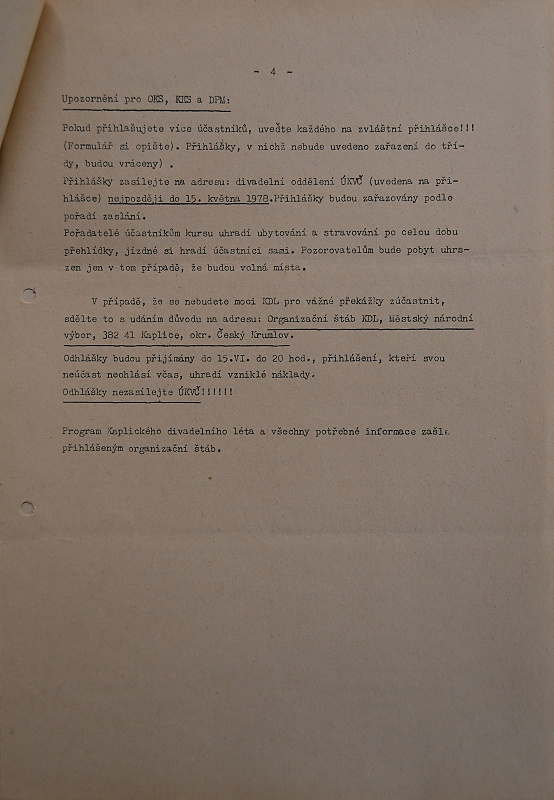 - 4 -
Upozornění pro OKS, KKS a DPM:
Pokud přihlašujete více účastníků, uveďte každého na zvláštní přihlášce!!!
(Formulář si opište). Přihlášky, v nichž nebude uvedeno zařazení do tří-
dy, budou vráceny) .
Přihlášky zasílejte na adresu: divadelní oddělení ÚKVČ (uvedena na při-
hlášce) nejpozději do 15. května 1978.Přihlášky budou zařazovány podle
pořadí zaslání.
Pořadatelé účastníkům kursu uhradí ubytování a stravování po celou dobu
přehlídky, jízdné si hradí účastníci sami. Pozorovatelům bude pobyt uhra-
zen jen v tom případě, že budou volná místa.
V případě, že se nebudete moci KDL pro vážné překážky zúčastnit,
sdělte to s udáním důvodu na adresu: Organizační štáb KDL, Městský národní
výbor, 382 41 Kaplice, okr. Český Krumlov.
Odhlášky budou přijímány do 15.VI. do 20 hod., přihlášení, kteří svou
neúčast neohlásí včas, uhradí vzniklé náklady.
Odhlášky nezasílejte ÚKVČ!!!!!!
Program Kaplického divadelního léta a všechny potřebné informace zašle
přihlášeným organizační štáb.